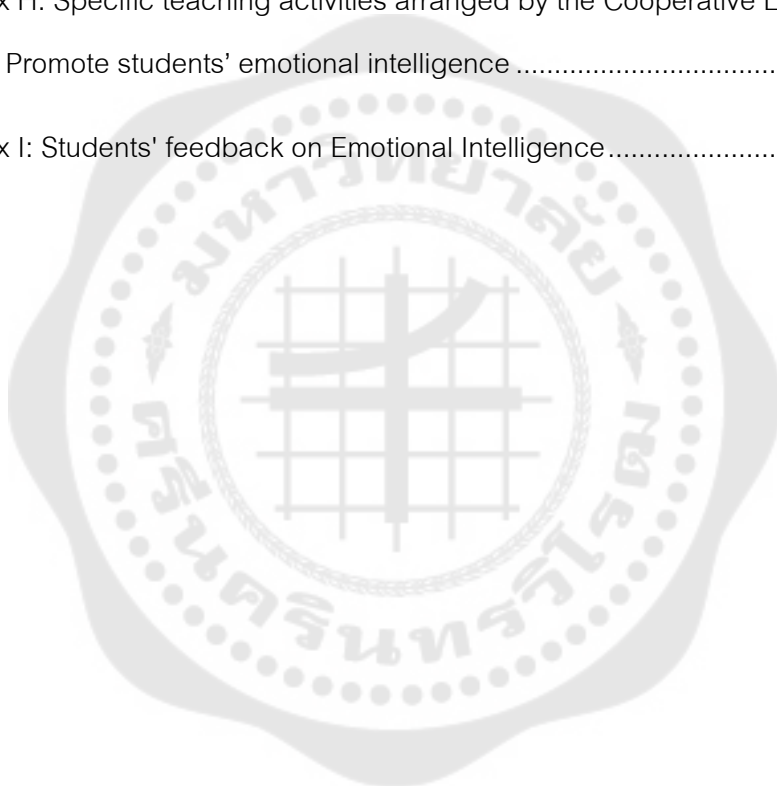 x H: Specific teaching activities arranged by the Cooperative
Promote students’ emotional intelligence ..................................
x I: Students' feedback on Emotional Intelligence......................
มหาวิทยาลัย
ศรีนครินทรวิโรฒ